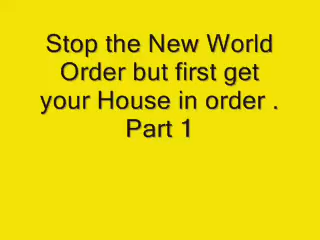 Stop the New World
Order but first get
your House in order .
Part 1